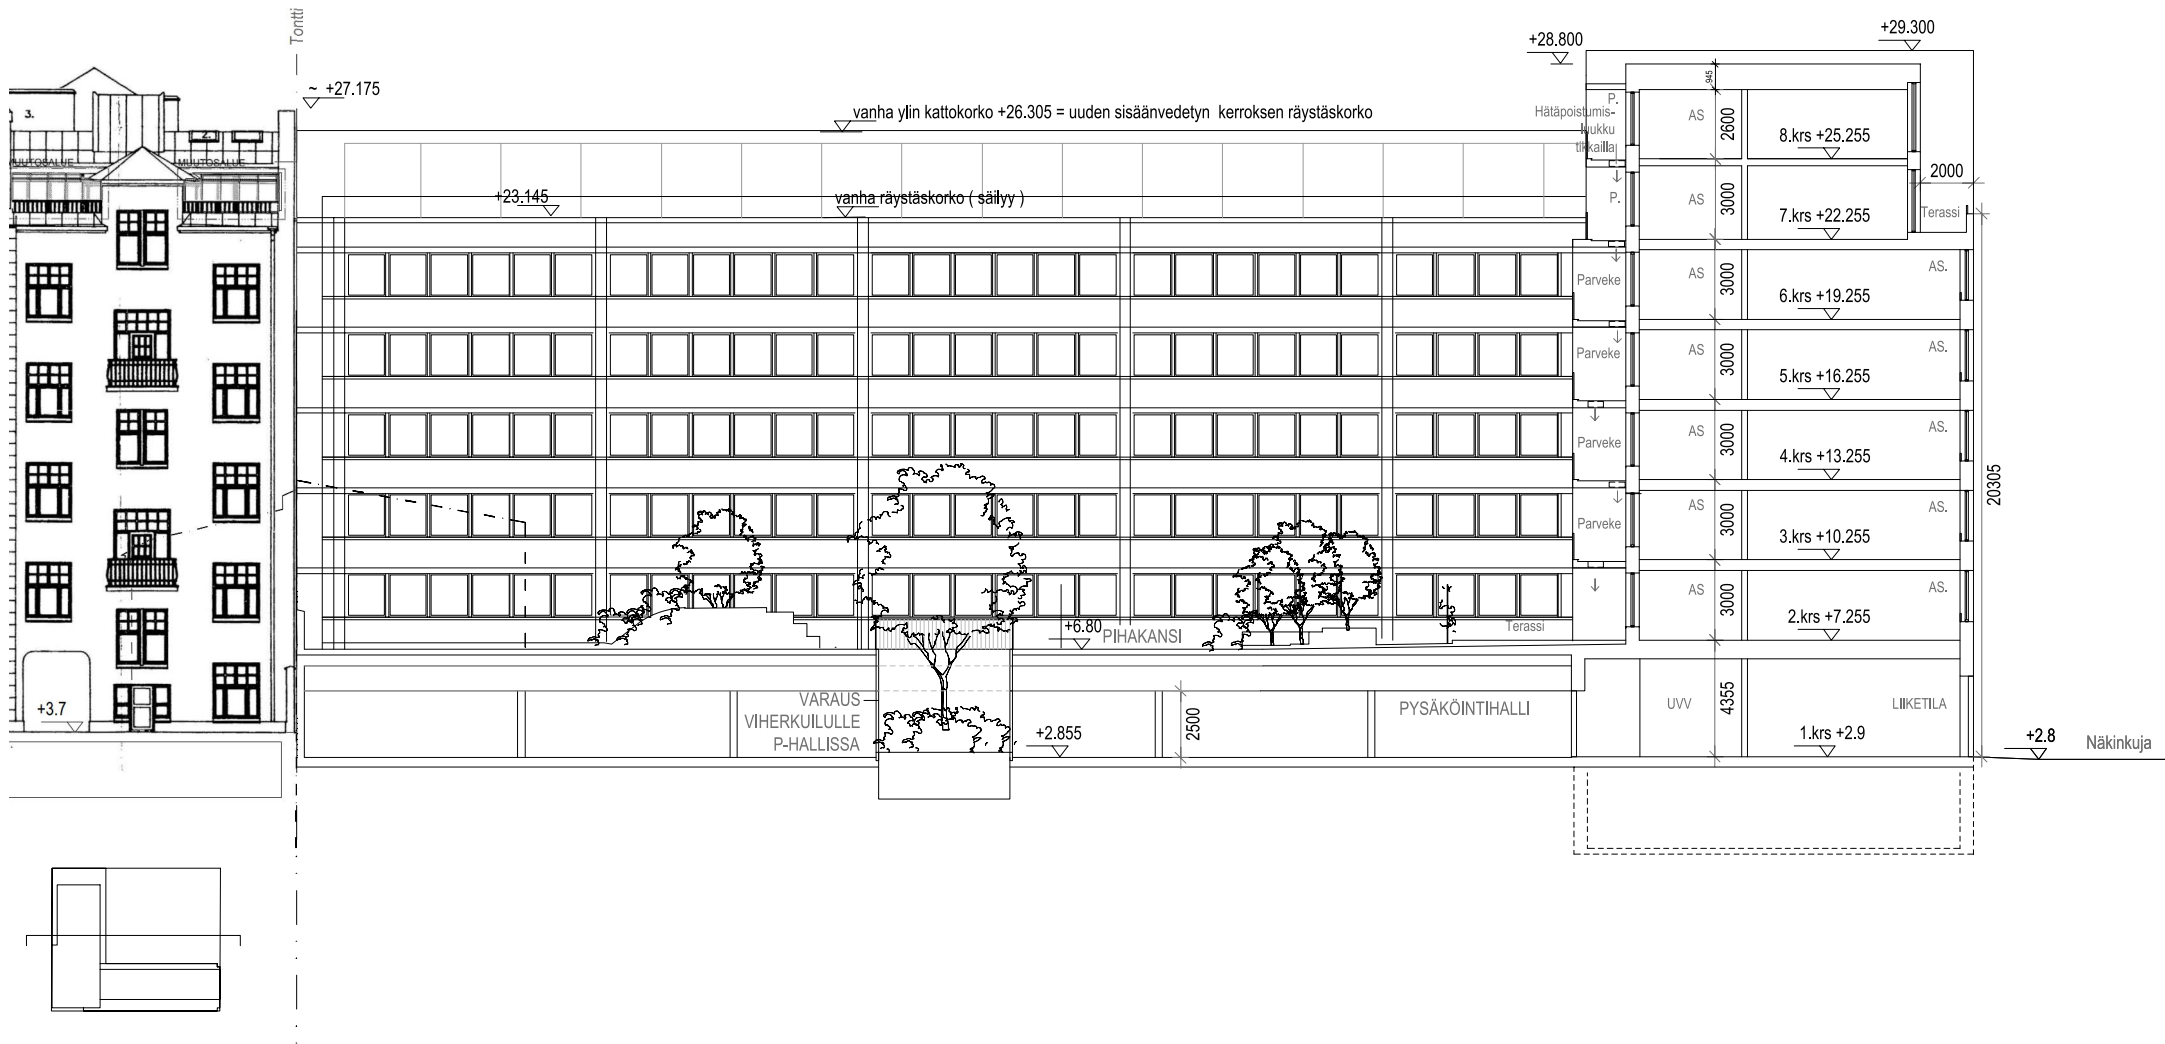 Tontti
~ +27.175
3.
2.
MUUTOSALUE
MUUTOSALUE
+3.7
vanha ylin kattokorko +26.305 = uuden sisäänvedetyn kerroksen räystäskorko
+23.145
vanha räystäskorko ( säilyy )
+28.800
+29.300
Hätäpoistumis-
luukku
tikkailla
P.
P.
945
AS
2600
8.krs +25.255
2000
AS
3000
7.krs +22.255
Terassi
Parveke
AS
3000
6.krs +19.255
AS.
Parveke
AS
3000
5.krs +16.255
AS.
Parveke
AS
3000
4.krs +13.255
AS.
Parveke
AS
3000
3.krs +10.255
AS.
AS
3000
2.krs +7.255
AS.
20305
+6.80
PIHAKANSI
Terassi
VARAUS
VIHERKUILULLE
P-HALLISSA
+2.855
2500
PYSÄKÖINTIHALLI
UVV
4355
1.krs +2.9
LIIKETILA
+2.8
Näkinkuja